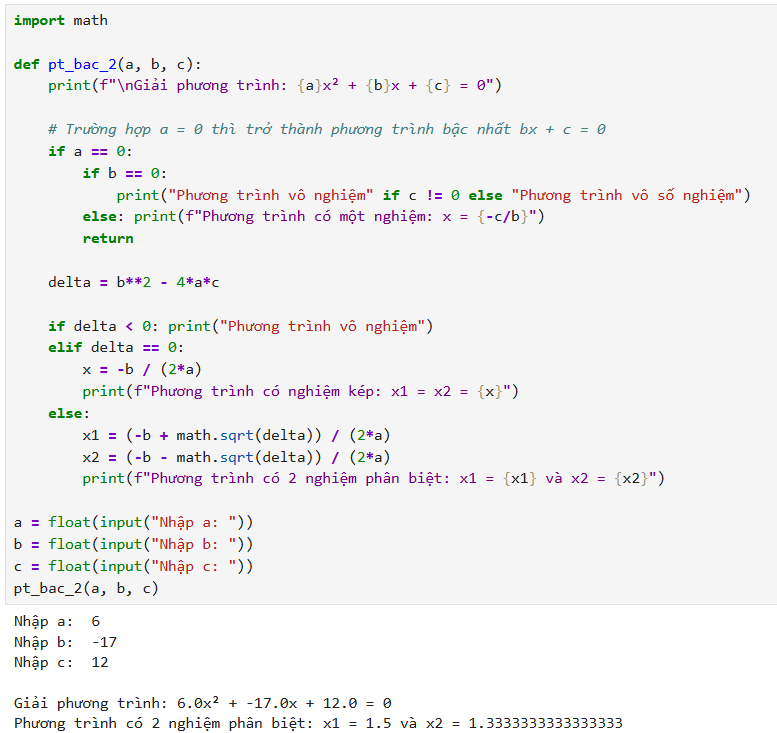 import math

def pt_bac_2(a, b, c):
    print(f"\nGiải phương trình: {a}x² + {b}x + {c} = 0")

    # Trường hợp a = 0 thì trở thành phương trình bậc nhất bx + c = 0
    if a == 0:
        if b == 0:
            print("Phương trình vô nghiệm" if c != 0 else "Phương trình vô số nghiệm")
        else: print(f"Phương trình có một nghiệm: x = {-c/b}")
        return

    delta = b**2 - 4*a*c

    if delta < 0: print("Phương trình vô nghiệm")
    elif delta == 0:
        x = -b / (2*a)
        print(f"Phương trình có nghiệm kép: x1 = x2 = {x}")
    else:
        x1 = (-b + math.sqrt(delta)) / (2*a)
        x2 = (-b - math.sqrt(delta)) / (2*a)
        print(f"Phương trình có 2 nghiệm phân biệt: x1 = {x1} và x2 = {x2}")

a = float(input("Nhập a: "))
b = float(input("Nhập b: "))
c = float(input("Nhập c: "))
pt_bac_2(a, b, c)
Nhập a:  6
Nhập b:  -17
Nhập c:  12

Giải phương trình: 6.0x² + -17.0x + 12.0 = 0
Phương trình có 2 nghiệm phân biệt: x1 = 1.5 và x2 = 1.3333333333333333